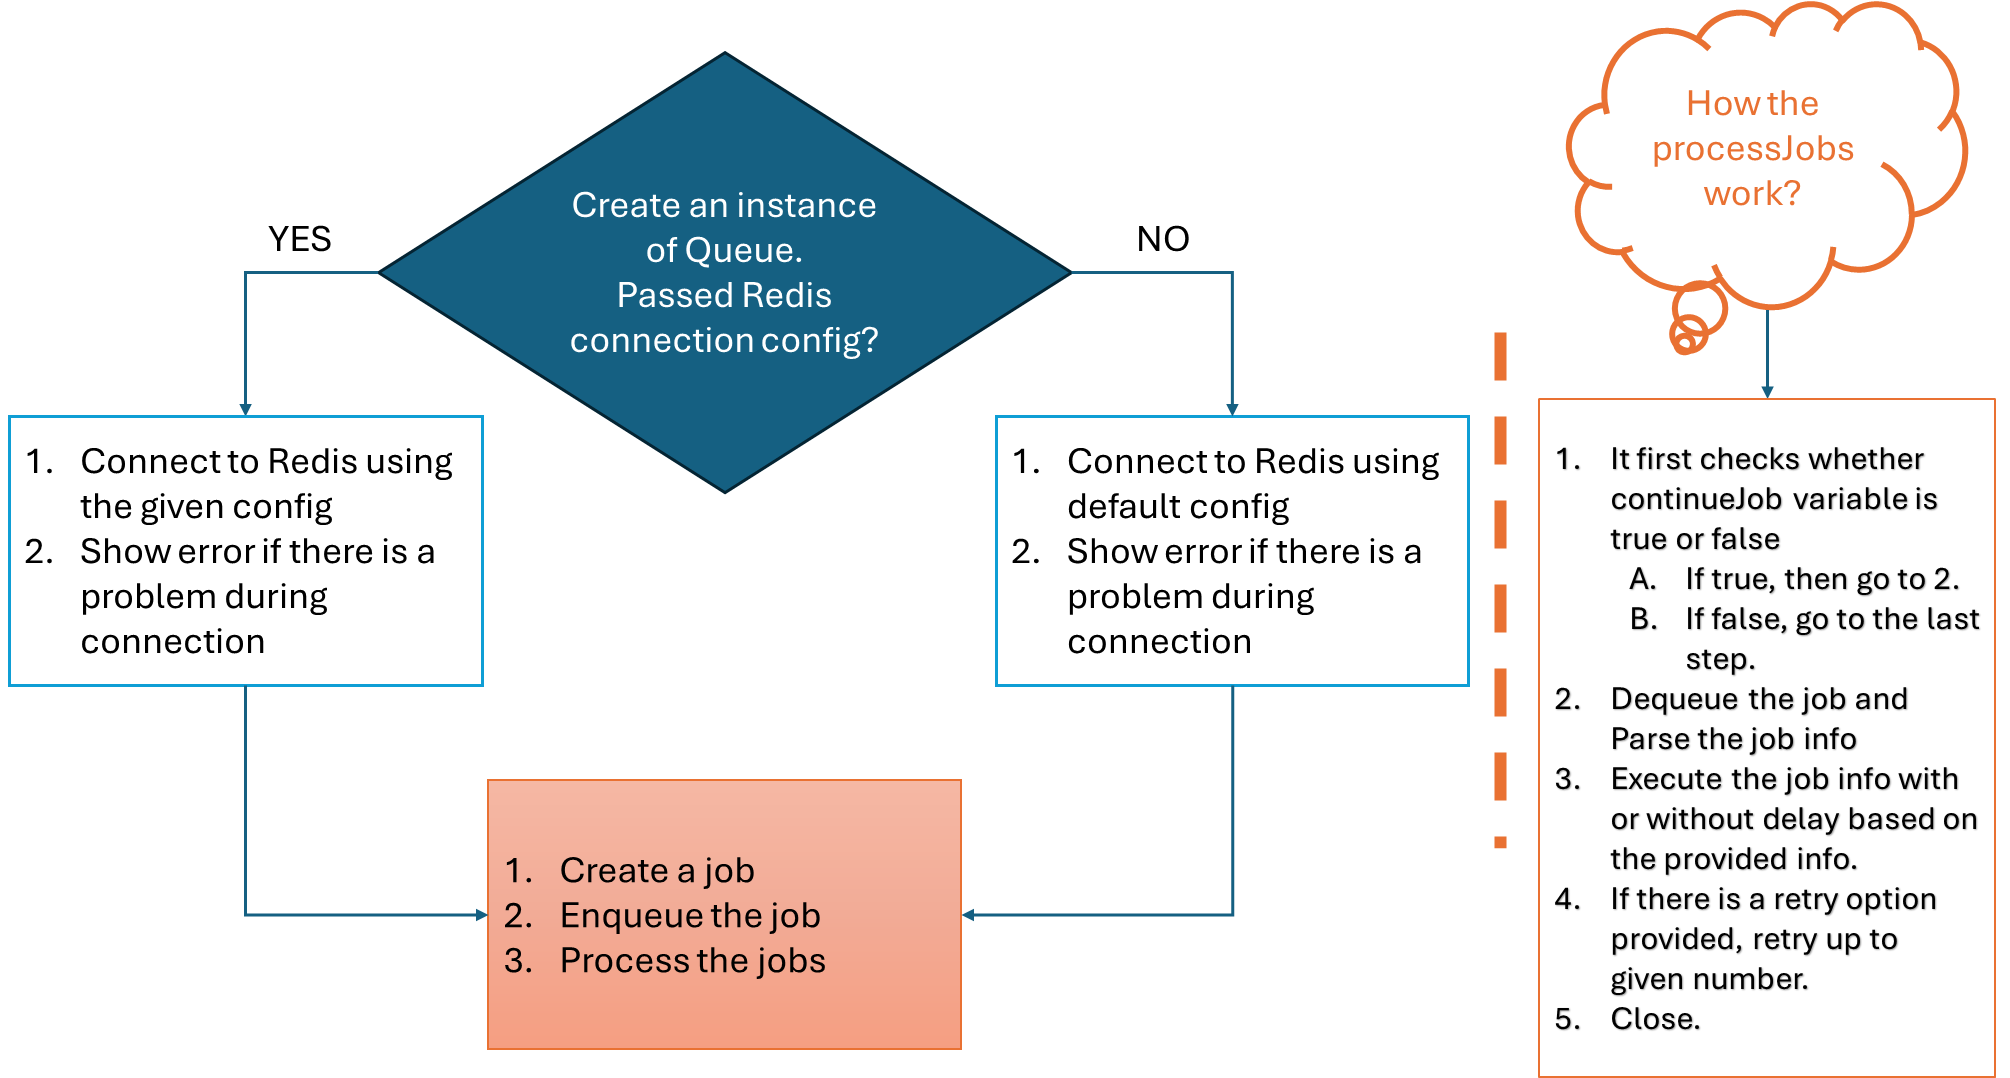 Create an instance
of Queue.
Passed Redis
connection config?
YES
NO
1. Connect to Redis using
the given config
2. Show error if there is a
problem during
connection
1. Connect to Redis using
default config
2. Show error if there is a
problem during
connection
1. Create a job
2. Enqueue the job
3. Process the jobs
How the
processJobs
work?
1. It first checks whether
continueJob variable is
true or false
A. If true, then go to 2.
B. If false, go to the last
step.
2. Dequeue the job and
Parse the job info
3. Execute the job info with
or without delay based on
the provided info.
4. If there is a retry option
provided, retry up to
given number.
5. Close.